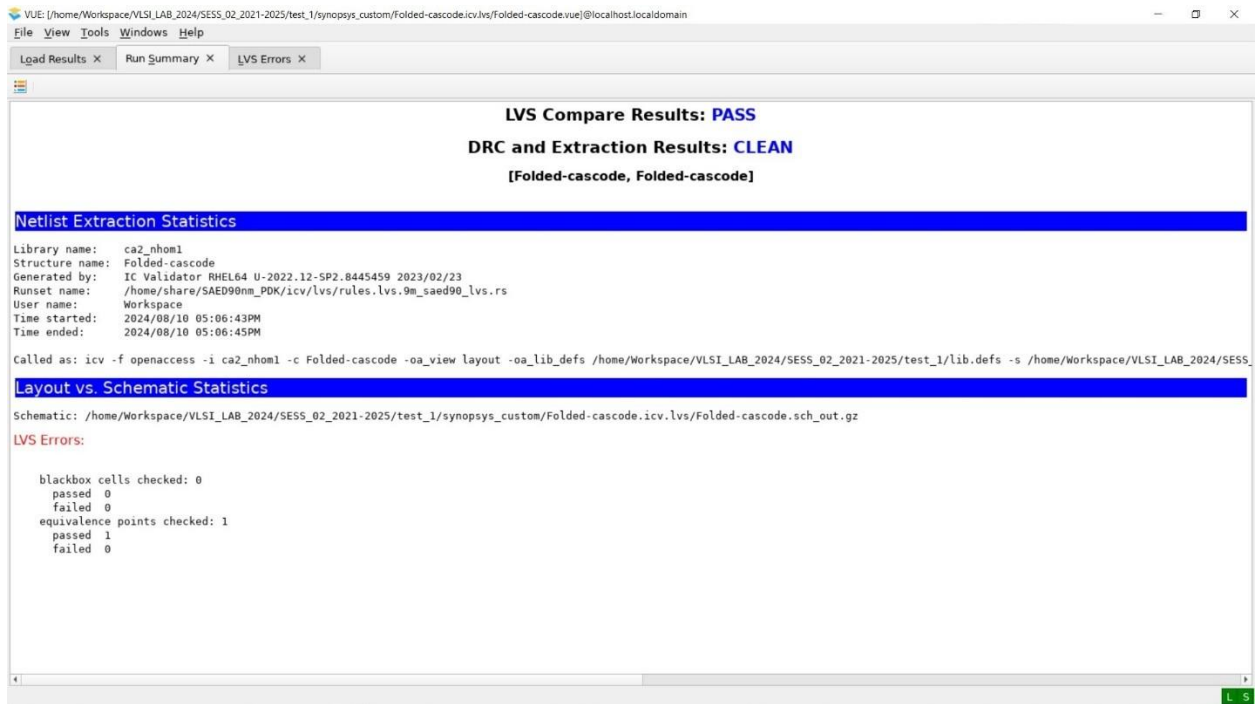 VUE: [/home/Workspace/VLSI_LAB_2024/SESS_02_2021-2025/test_1/synopsys_custom/Folded-cascode.icv.lvs/Folded-cascode.vue]@localhost.localdomain
File View Tools Windows Help
Load Results Run Summary LVS Errors
LVS Compare Results: PASS
DRC and Extraction Results: CLEAN
[Folded-cascode, Folded-cascode]
Netlist Extraction Statistics
Library name: ca2_nhom1
Structure name: Folded-cascode
Generated by: IC Validator RHEL64 U-2022.12-SP2.8445459 2023/02/23
Runset name: /home/share/SAED90nm_PDK/icv/lvs/rules.lvs.9m_saed90_lvs.rs
User name: Workspace
Time started: 2024/08/10 05:06:43PM
Time ended: 2024/08/10 05:06:45PM
Called as: icv -f openaccess -i ca2_nhom1 -c Folded-cascode -oa_view layout -oa_lib_defs /home/Workspace/VLSI_LAB_2024/SESS_02_2021-2025/test_1/lib.defs -s /home/Workspace/VLSI_LAB_2024/SESS_
Layout vs. Schematic Statistics
Schematic: /home/Workspace/VLSI_LAB_2024/SESS_02_2021-2025/test_1/synopsys_custom/Folded-cascode.icv.lvs/Folded-cascode.sch_out.gz
LVS Errors:
blackbox cells checked: 0
passed 0
failed 0
equivalence points checked: 1
passed 1
failed 0
L S